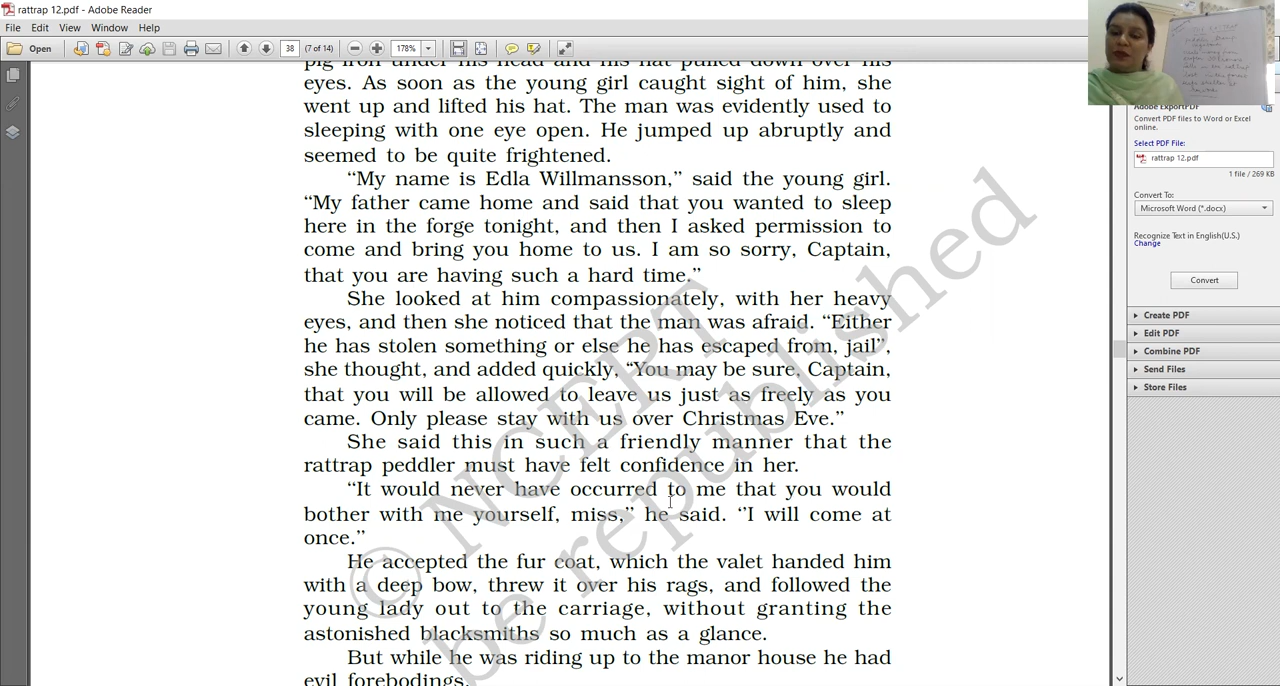 rattrap 12.pdf - Adobe Reader
File Edit View Window Help
Open 38 (7 of 14) 178%
pig iron under his head and his hat pulled down over his
eyes. As soon as the young girl caught sight of him, she
went up and lifted his hat. The man was evidently used to
sleeping with one eye open. He jumped up abruptly and
seemed to be quite frightened.
“My name is Edla Willmansson,” said the young girl.
“My father came home and said that you wanted to sleep
here in the forge tonight, and then I asked permission to
come and bring you home to us. I am so sorry, Captain,
that you are having such a hard time.”
She looked at him compassionately, with her heavy
eyes, and then she noticed that the man was afraid. “Either
he has stolen something or else he has escaped from, jail”,
she thought, and added quickly, “You may be sure, Captain,
that you will be allowed to leave us just as freely as you
came. Only please stay with us over Christmas Eve.”
She said this in such a friendly manner that the
rattrap peddler must have felt confidence in her.
“It would never have occurred to me that you would
bother with me yourself, miss,” he said. ‘’I will come at
once.”
He accepted the fur coat, which the valet handed him
with a deep bow, threw it over his rags, and followed the
young lady out to the carriage, without granting the
astonished blacksmiths so much as a glance.
But while he was riding up to the manor house he had
evil forebodings.
© NCERT
be republished
Adobe ExportPDF
Convert PDF files to Word or Excel
online.
Select PDF File:
rattrap 12.pdf
1 file / 269 KB
Convert To:
Microsoft Word (*.docx)
Recognize Text in English(U.S.)
Change
Convert
Create PDF
Edit PDF
Combine PDF
Send Files
Store Files